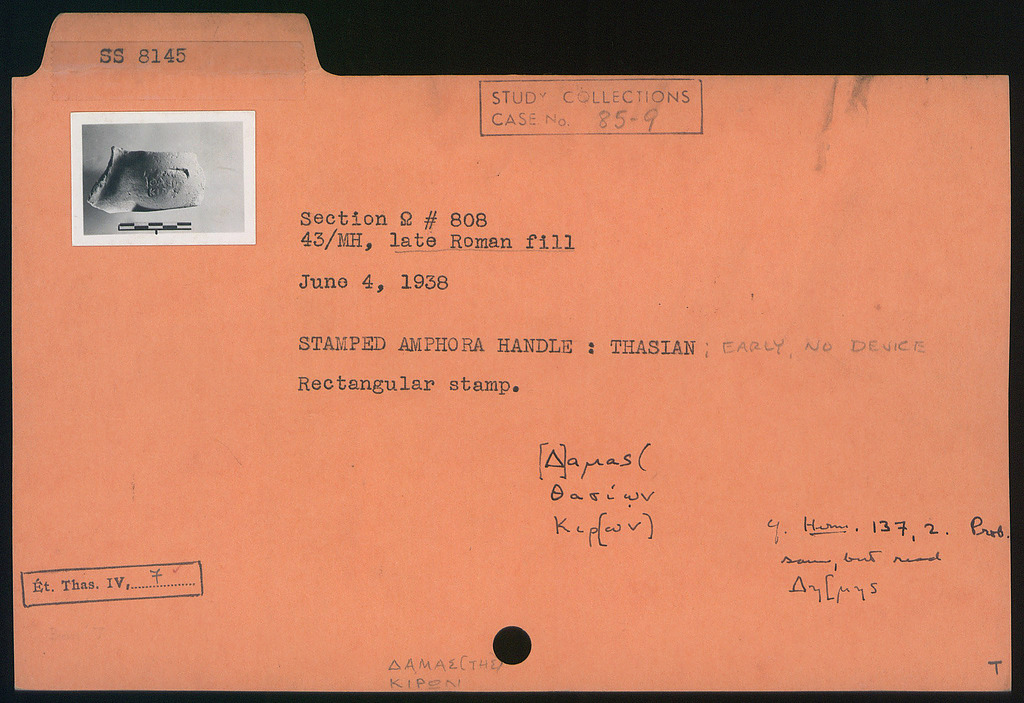 SS 8145
STUDY COLLECTIONS
CASE No. 85-9
Section Ω # 808
43/MH, late Roman fill
June 4, 1938
STAMPED AMPHORA HANDLE : THASIAN ; EARLY, NO DEVICE
Rectangular stamp.
[Δ]αμας(
Θασίων
Κιρ[ων]
cf. Herm. 137, 2. Prob.
same, but read
Δη[μης
Ét. Thas. IV, 7
ΔΑΜΑΣ(ΤΗΣ)
ΚΙΡΩΝ
T